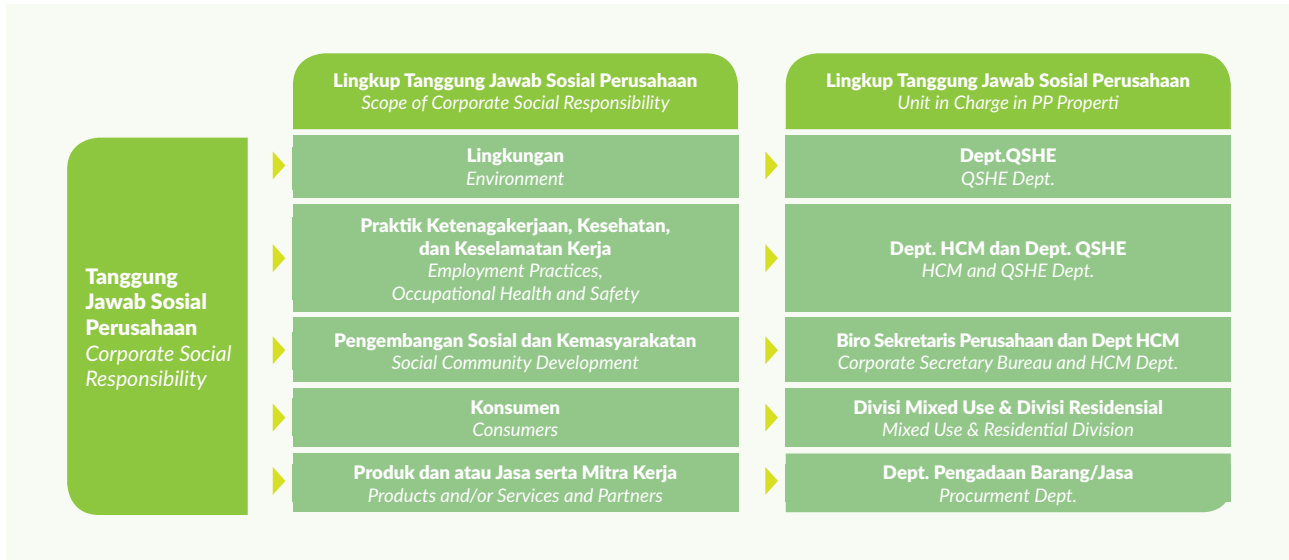 Lingkup Tanggung Jawab Sosial Perusahaan
Scope of Corporate Social Responsibility
Lingkup Tanggung Jawab Sosial Perusahaan
Unit in Charge in PP Properti
Tanggung
Jawab Sosial
Perusahaan
Corporate Social
Responsibility
Lingkungan
Environment
Dept.QSHE
QSHE Dept.
Praktik Ketenagakerjaan, Kesehatan,
dan Keselamatan Kerja
Employment Practices,
Occupational Health and Safety
Dept. HCM dan Dept. QSHE
HCM and QSHE Dept.
Pengembangan Sosial dan Kemasyarakatan
Social Community Development
Biro Sekretaris Perusahaan dan Dept HCM
Corporate Secretary Bureau and HCM Dept.
Konsumen
Consumers
Divisi Mixed Use & Divisi Residensial
Mixed Use & Residential Division
Produk dan atau Jasa serta Mitra Kerja
Products and/or Services and Partners
Dept. Pengadaan Barang/Jasa
Procurment Dept.